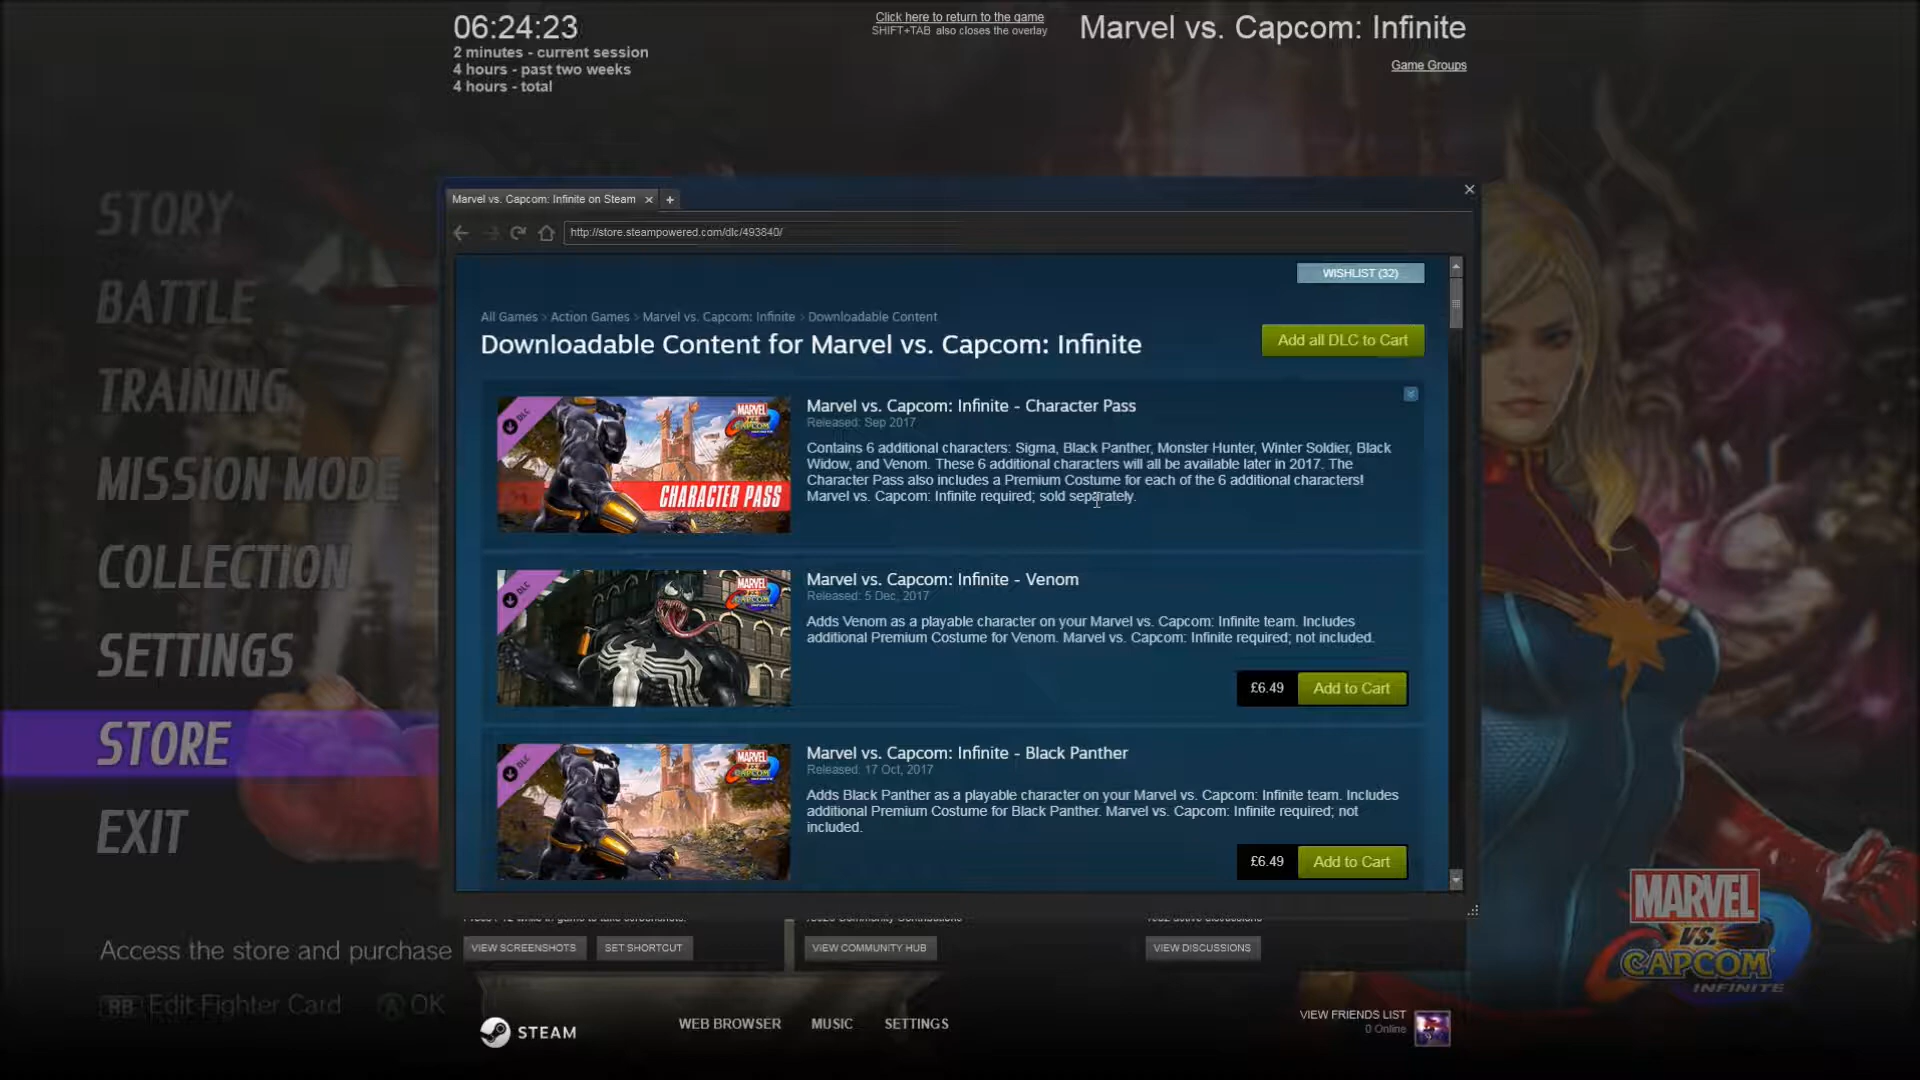 06:24:23
2 minutes - current session
4 hours - past two weeks
4 hours - total
Click here to return to the game
SHIFT+TAB also closes the overlay
Marvel vs. Capcom: Infinite
Game Groups
STORY
BATTLE
TRAINING
MISSION MODE
COLLECTION
SETTINGS
STORE
EXIT
Access the store and purchase
RB Edit Fighter Card A OK
Marvel vs. Capcom: Infinite on Steam
http://store.steampowered.com/dlc/493840/
WISHLIST (32)
All Games > Action Games > Marvel vs. Capcom: Infinite > Downloadable Content
Downloadable Content for Marvel vs. Capcom: Infinite
Add all DLC to Cart
DLC
MARVEL VS. CAPCOM
CHARACTER PASS
Marvel vs. Capcom: Infinite - Character Pass
Released: Sep 2017
Contains 6 additional characters: Sigma, Black Panther, Monster Hunter, Winter Soldier, Black
Widow, and Venom. These 6 additional characters will all be available later in 2017. The
Character Pass also includes a Premium Costume for each of the 6 additional characters!
Marvel vs. Capcom: Infinite required; sold separately.
DLC
MARVEL VS. CAPCOM
Marvel vs. Capcom: Infinite - Venom
Released: 5 Dec, 2017
Adds Venom as a playable character on your Marvel vs. Capcom: Infinite team. Includes
additional Premium Costume for Venom. Marvel vs. Capcom: Infinite required; not included.
£6.49 Add to Cart
DLC
MARVEL VS. CAPCOM
Marvel vs. Capcom: Infinite - Black Panther
Released: 17 Oct, 2017
Adds Black Panther as a playable character on your Marvel vs. Capcom: Infinite team. Includes
additional Premium Costume for Black Panther. Marvel vs. Capcom: Infinite required; not
included.
£6.49 Add to Cart
VIEW SCREENSHOTS
SET SHORTCUT
VIEW COMMUNITY HUB
VIEW DISCUSSIONS
STEAM
WEB BROWSER
MUSIC
SETTINGS
VIEW FRIENDS LIST
0 Online
MARVEL
VS.
CAPCOM
INFINITE